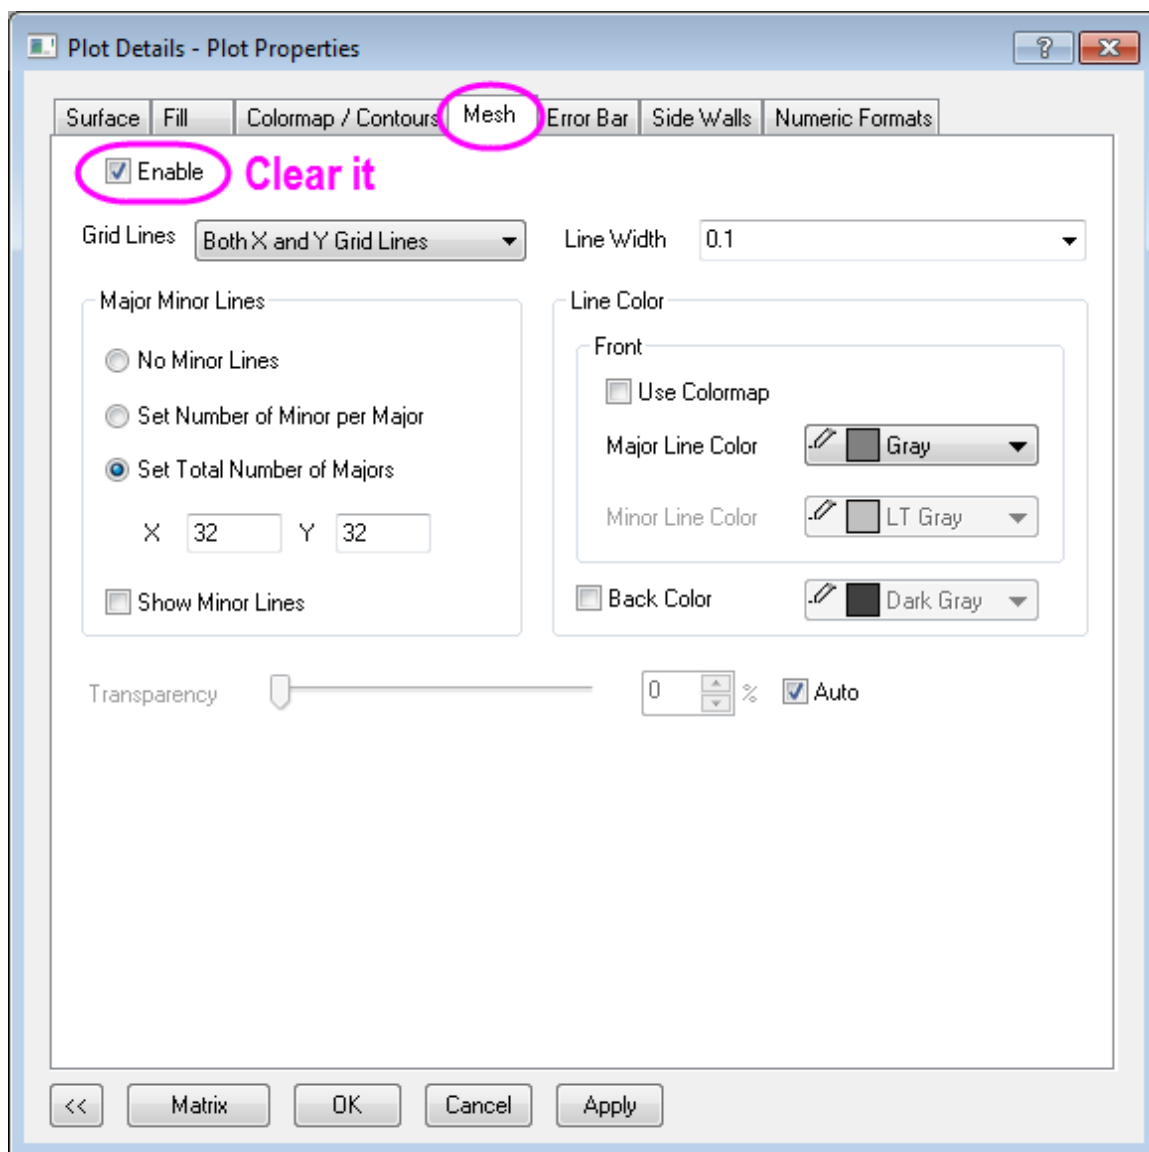 Plot Details - Plot Properties
Surface Fill Colormap / Contours Mesh Error Bar Side Walls Numeric Formats
Enable Clear it
Grid Lines Both X and Y Grid Lines Line Width 0.1
Major Minor Lines
No Minor Lines
Set Number of Minor per Major
Set Total Number of Majors
X 32 Y 32
Show Minor Lines
Line Color
Front
Use Colormap
Major Line Color Gray
Minor Line Color LT Gray
Back Color Dark Gray
Transparency 0 % Auto
<< Matrix OK Cancel Apply